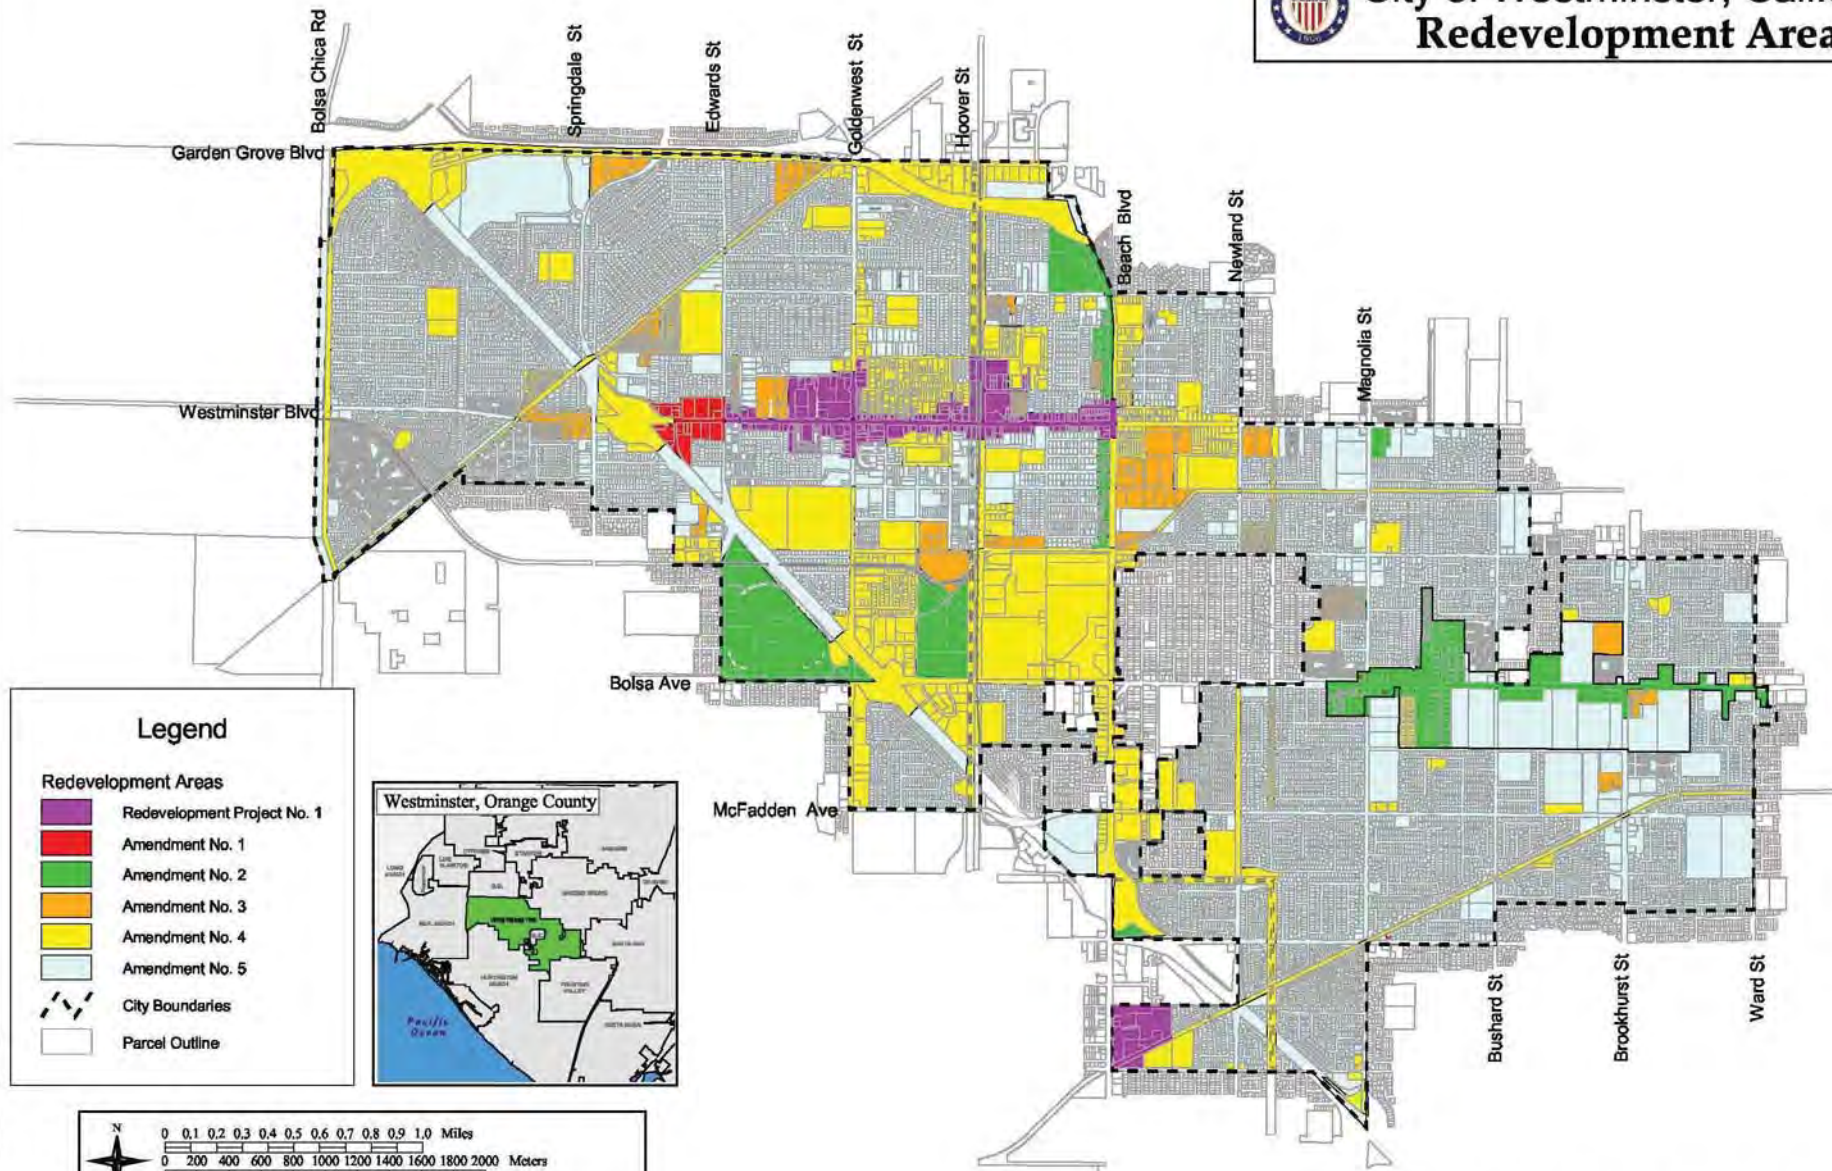 Redevelopment Area
Bolsa Chica Rd
Springdale St
Edwards St
Goldenwest St
Hoover St
Garden Grove Blvd
Beach Blvd
Newland St
Magnolia St
Westminster Blvd
Bolsa Ave
McFadden Ave
Bushard St
Brookhurst St
Ward St
Legend
Redevelopment Areas
Redevelopment Project No. 1
Amendment No. 1
Amendment No. 2
Amendment No. 3
Amendment No. 4
Amendment No. 5
City Boundaries
Parcel Outline
Westminster, Orange County
Pacific
Ocean
N
0 0.1 0.2 0.3 0.4 0.5 0.6 0.7 0.8 0.9 1.0 Miles
0 200 400 600 800 1000 1200 1400 1600 1800 2000 Meters